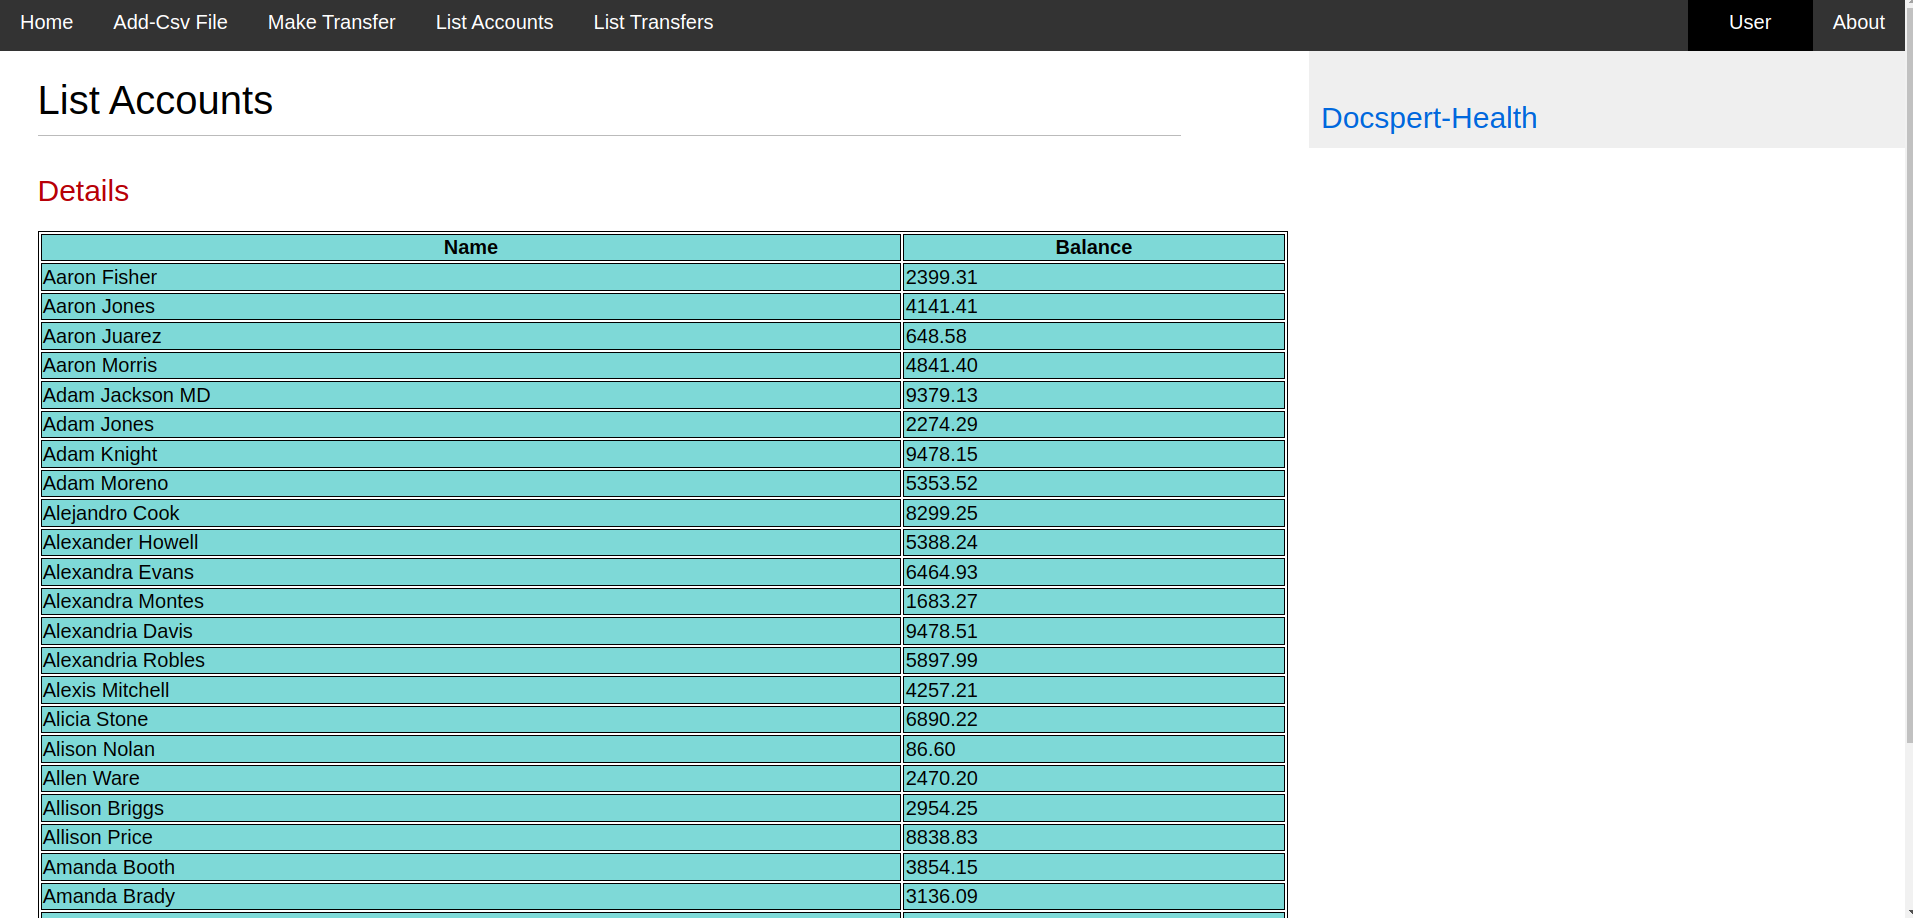 Home Add-Csv File Make Transfer List Accounts List Transfers User About
List Accounts
Docspert-Health
Details
Name Balance
Aaron Fisher 2399.31
Aaron Jones 4141.41
Aaron Juarez 648.58
Aaron Morris 4841.40
Adam Jackson MD 9379.13
Adam Jones 2274.29
Adam Knight 9478.15
Adam Moreno 5353.52
Alejandro Cook 8299.25
Alexander Howell 5388.24
Alexandra Evans 6464.93
Alexandra Montes 1683.27
Alexandria Davis 9478.51
Alexandria Robles 5897.99
Alexis Mitchell 4257.21
Alicia Stone 6890.22
Alison Nolan 86.60
Allen Ware 2470.20
Allison Briggs 2954.25
Allison Price 8838.83
Amanda Booth 3854.15
Amanda Brady 3136.09